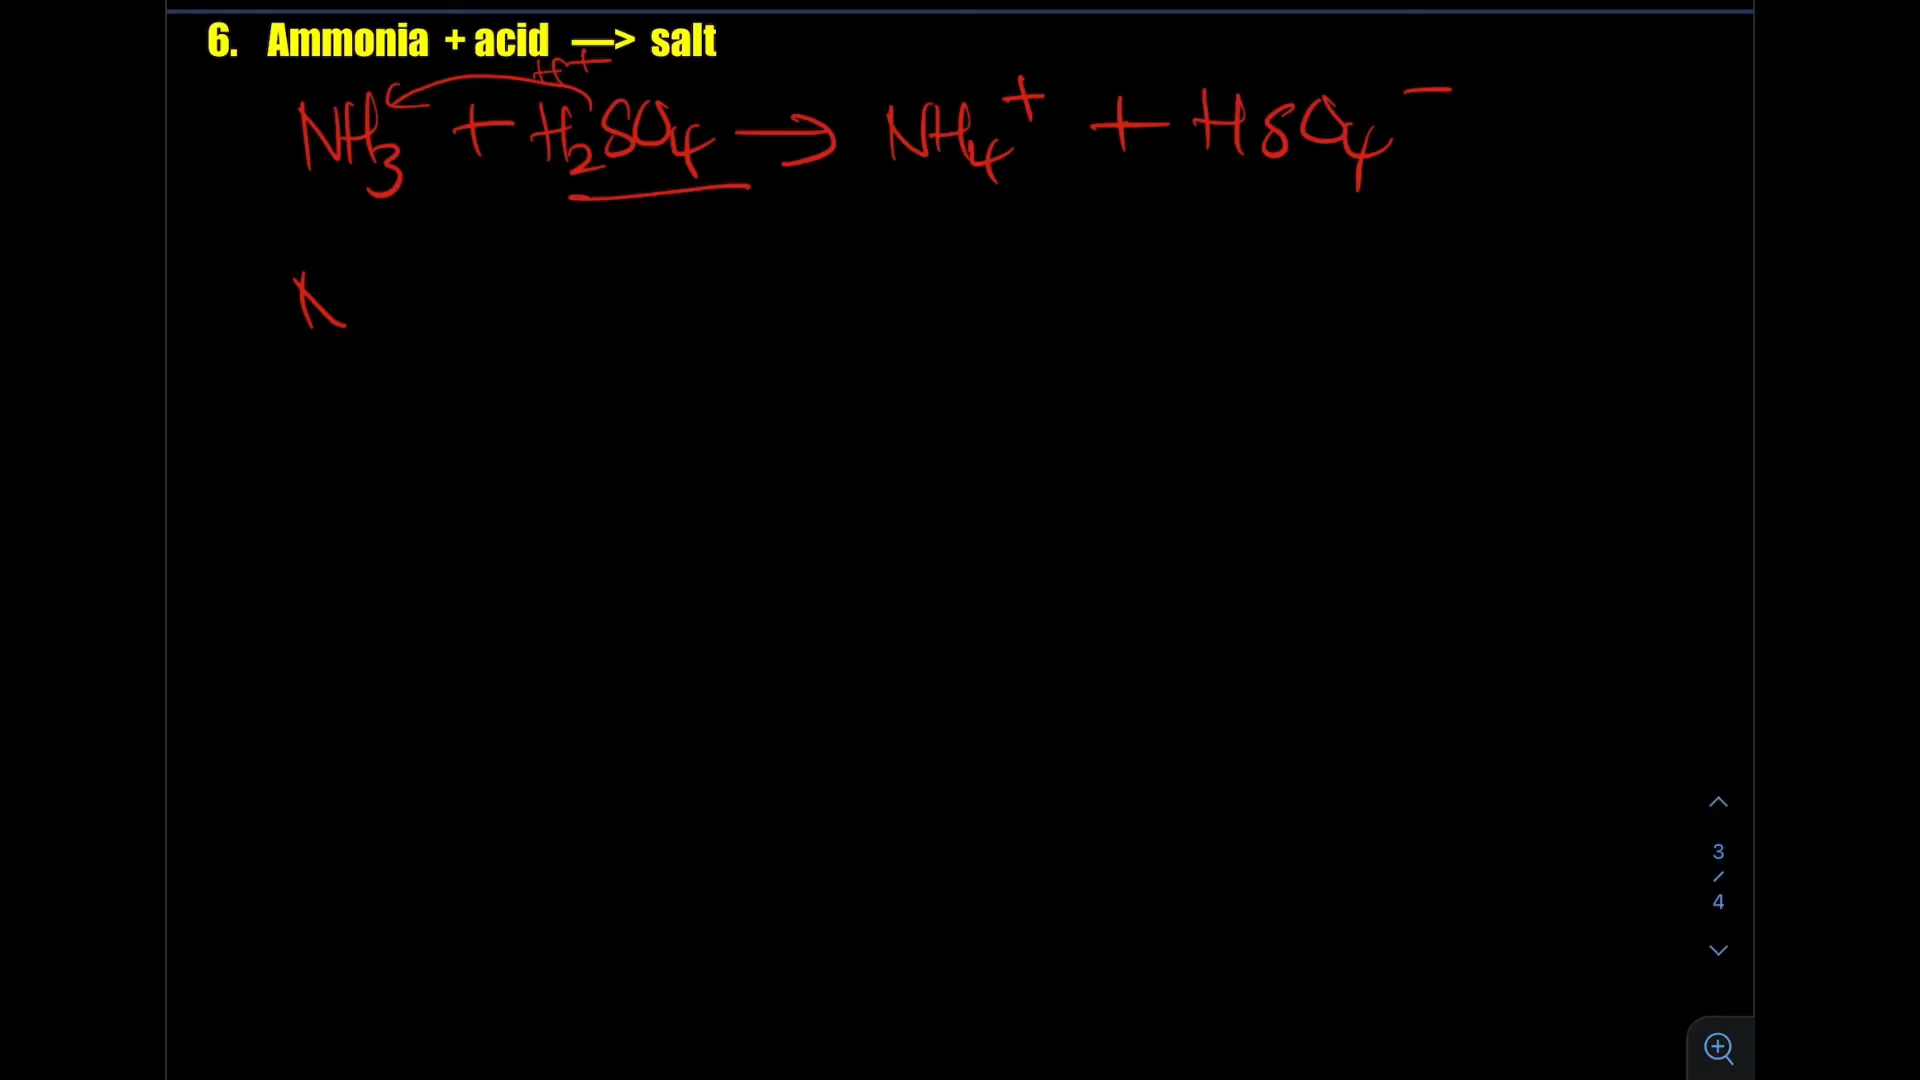 6. Ammonia + acid —> salt
H+
NH3 + H2SO4 → NH4+ + HSO4−
3
/
4